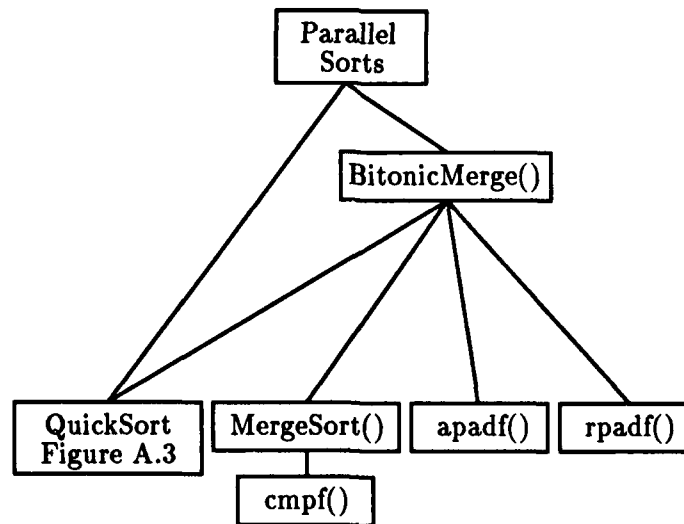 Parallel
Sorts
BitonicMerge()
QuickSort
Figure A.3
MergeSort()
apadf()
rpadf()
cmpf()